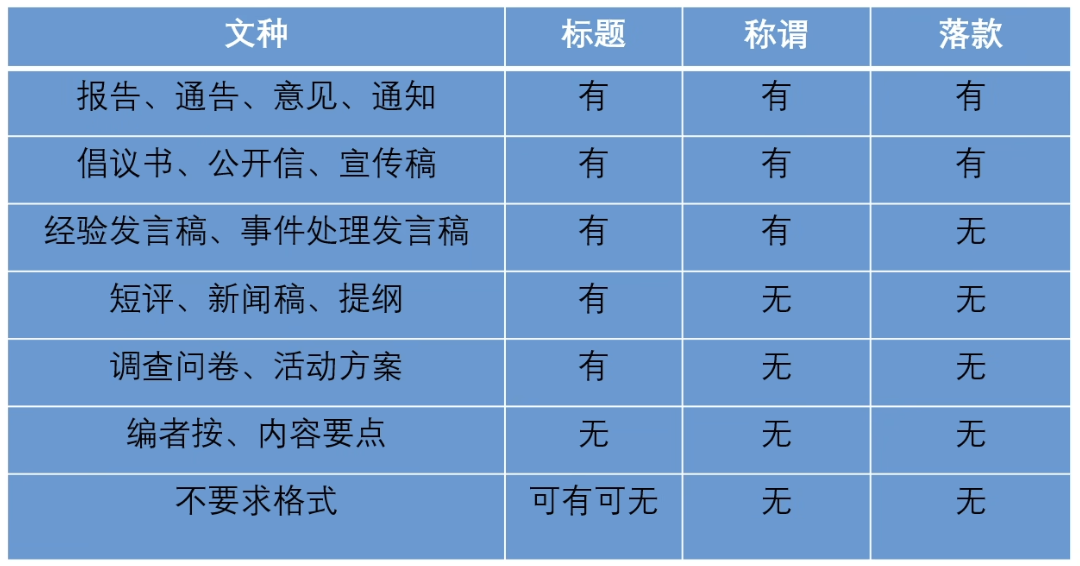 文种 标题 称谓 落款
报告、通告、意见、通知 有 有 有
倡议书、公开信、宣传稿 有 有 有
经验发言稿、事件处理发言稿 有 有 无
短评、新闻稿、提纲 有 无 无
调查问卷、活动方案 有 无 无
编者按、内容要点 无 无 无
不要求格式 可有可无 无 无